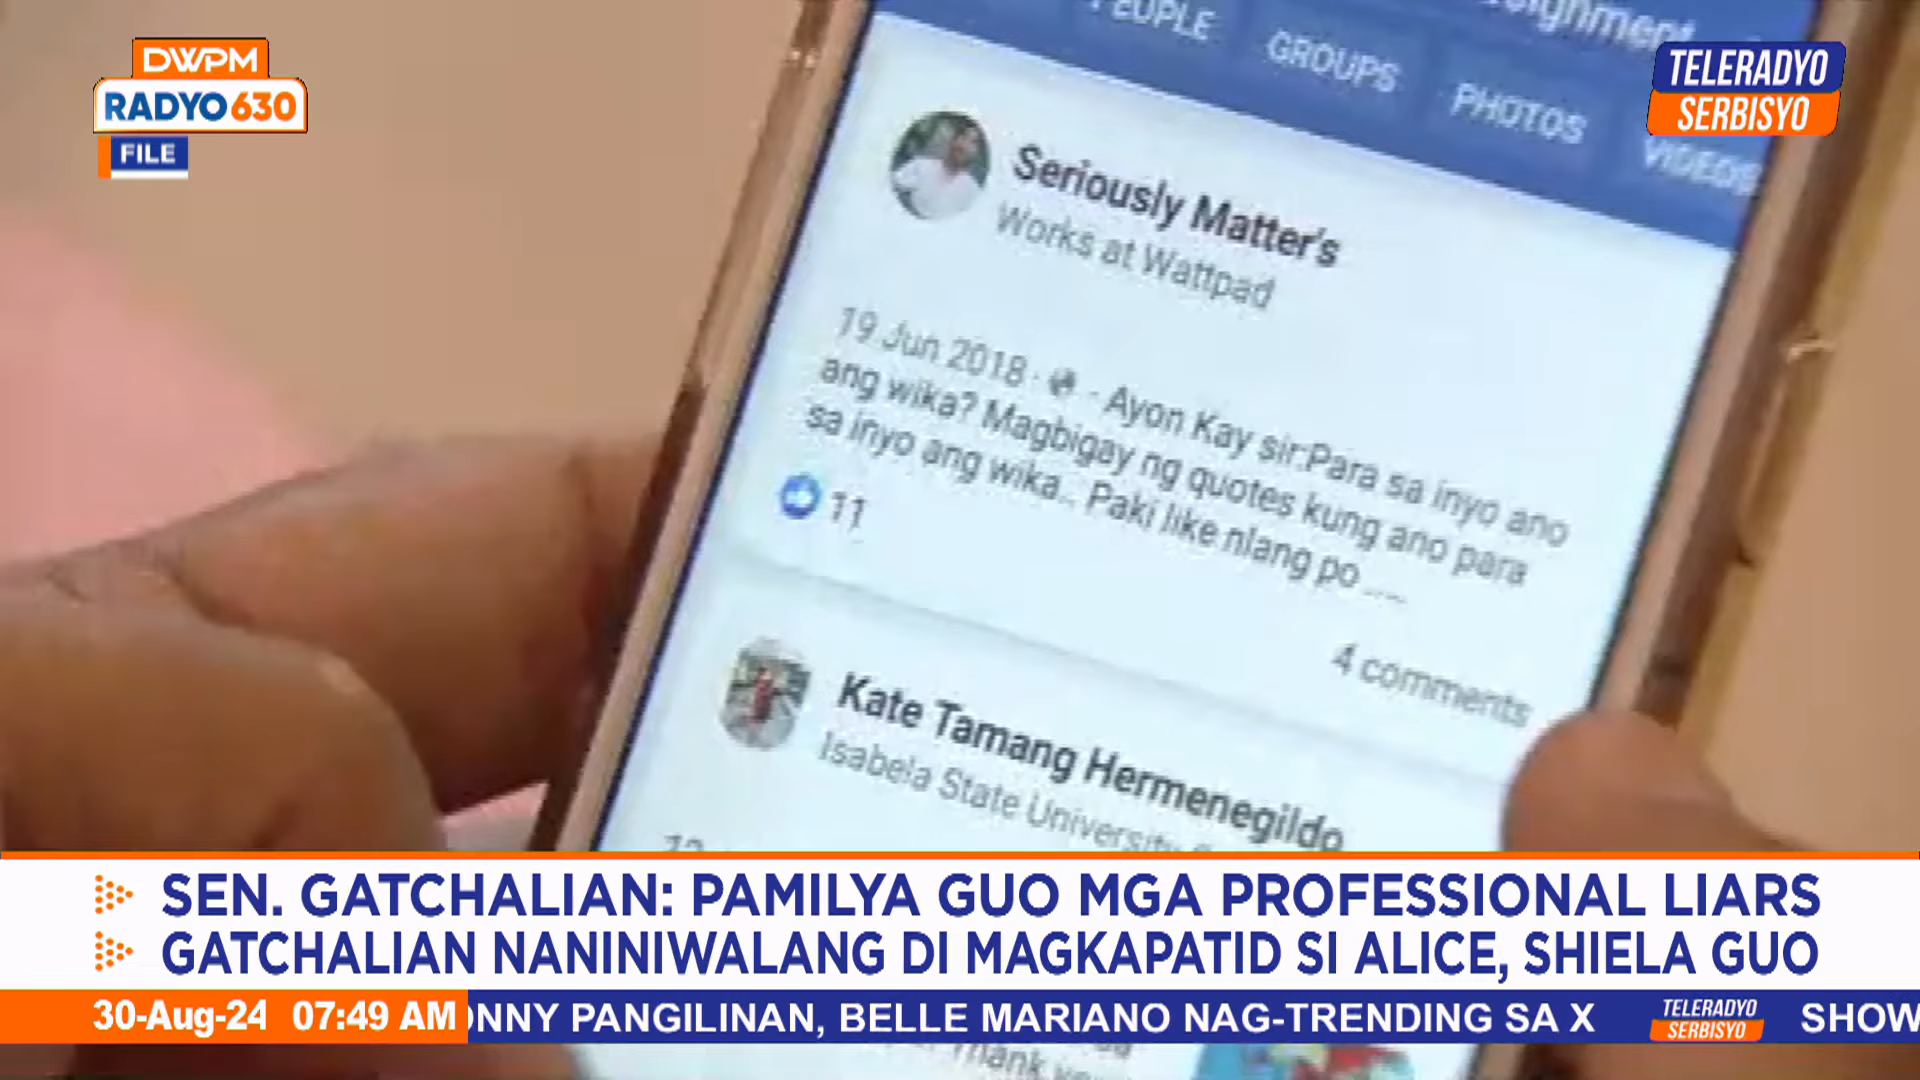 DWPM
RADYO 630
FILE
TELERADYO
SERBISYO
PEOPLE
GROUPS
PHOTOS
VIDEOS
Seriously Matter's
Works at Wattpad
19 Jun 2018 · · Ayon Kay sir:Para sa inyo ano
ang wika? Magbigay ng quotes kung ano para
sa inyo ang wika.. Paki like nlang po .....
11
4 comments
Kate Tamang Hermenegildo
Isabela State University
SEN. GATCHALIAN: PAMILYA GUO MGA PROFESSIONAL LIARS
GATCHALIAN NANINIWALANG DI MAGKAPATID SI ALICE, SHIELA GUO
30-Aug-24 07:49 AM
ONNY PANGILINAN, BELLE MARIANO NAG-TRENDING SA X
TELERADYO
SERBISYO
SHOW
Thank